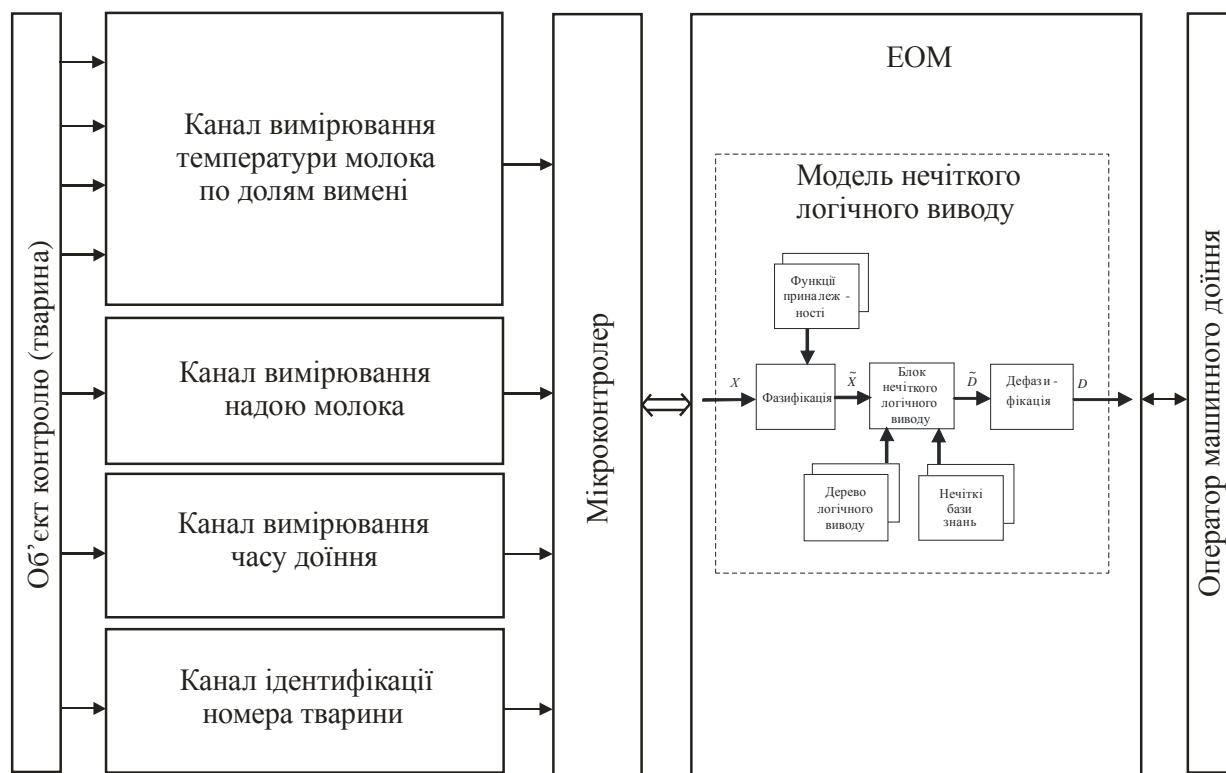 Об’єкт контролю (тварина)
Канал вимірювання
температури молока
по долям вимені
Канал вимірювання
надою молока
Канал вимірювання
часу доїння
Канал ідентифікації
номера тварини
Мікроконтролер
ЕОМ
Модель нечіткого
логічного виводу
Функції
приналеж -
ності
X
Фазифікація
X̃
Блок
нечіткого
логічного
виводу
D̃
Дефази -
фікація
D
Дерево
логічного
виводу
Нечіткі
бази
знань
Оператор машинного доїння